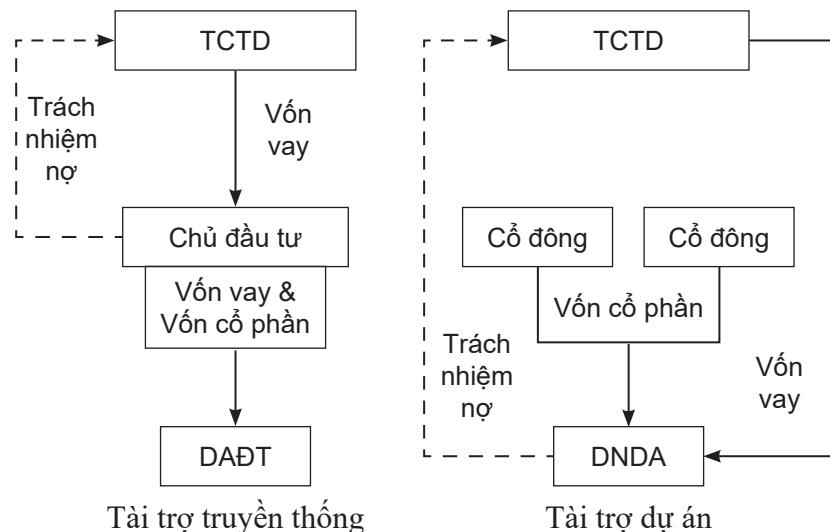 TCTD
Trách
nhiệm
nợ
Vốn
vay
Chủ đầu tư
Vốn vay &
Vốn cổ phần
DAĐT
Tài trợ truyền thống
TCTD
Cổ đông
Cổ đông
Vốn cổ phần
Trách
nhiệm
nợ
Vốn
vay
DNDA
Tài trợ dự án